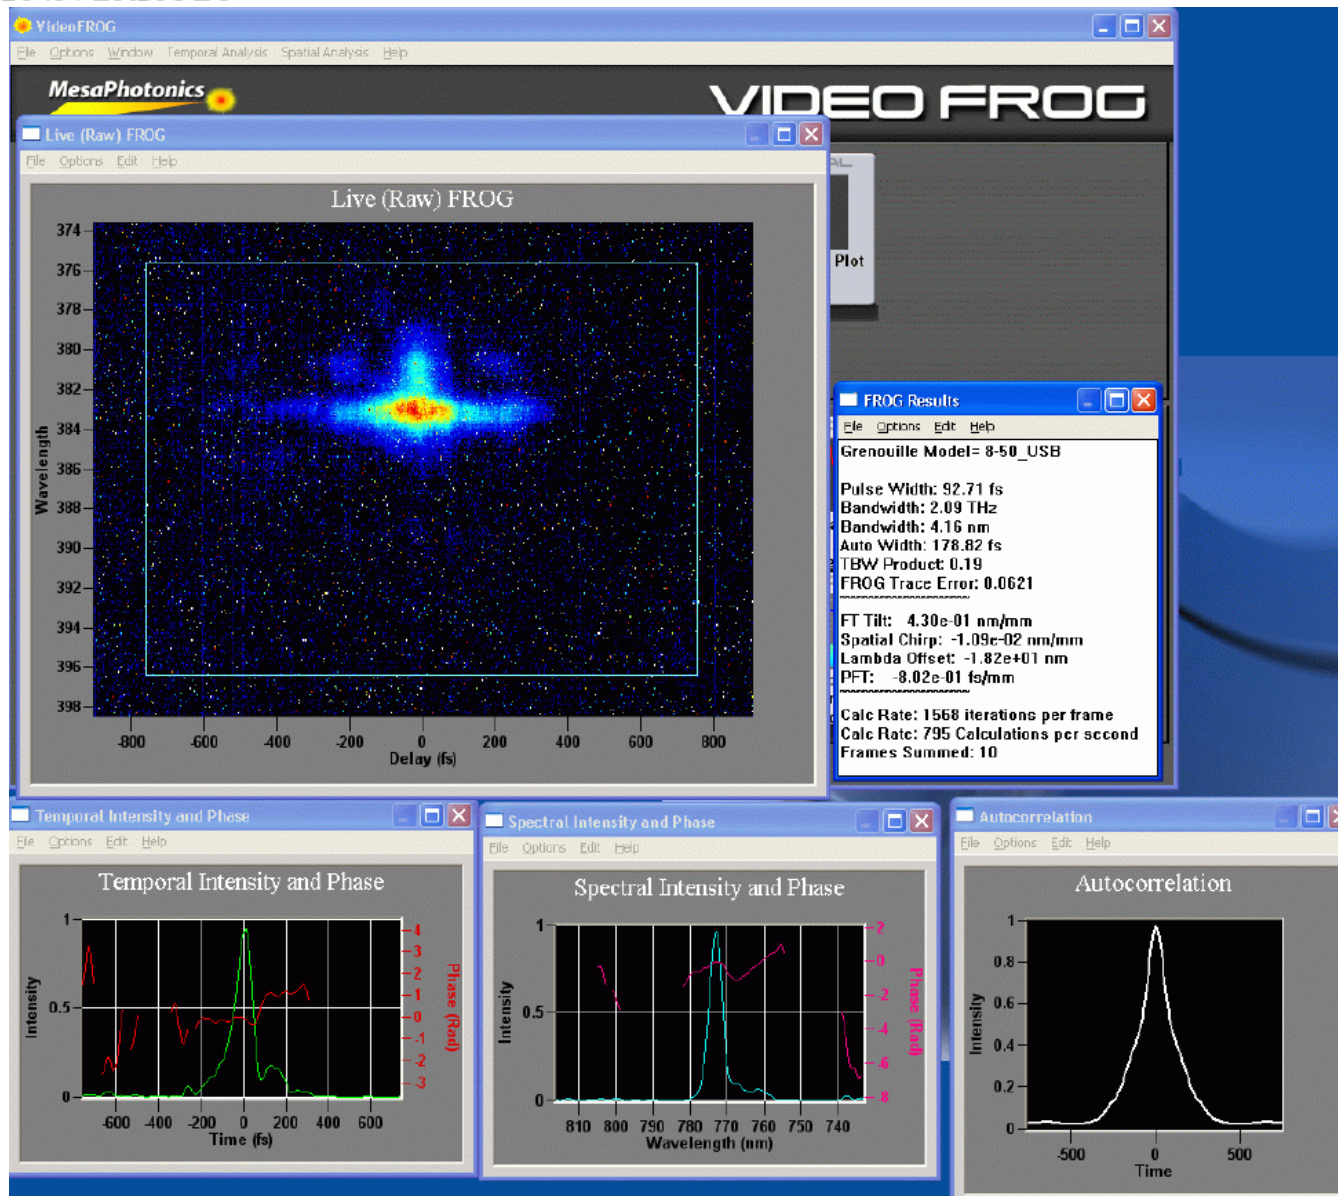 VideoFROG
File Options Window Temporal Analysis Spatial Analysis Help
MesaPhotonics
VIDEO FROG
Live (Raw) FROG
File Options Edit Help
Live (Raw) FROG
374
376
378
380
382
384
386
388
390
392
394
396
398
Wavelength
-800 -600 -400 -200 0 200 400 600 800
Delay (fs)
Plot
FROG Results
File Options Edit Help
Grenouille Model= 8-50_USB
Pulse Width: 92.71 fs
Bandwidth: 2.09 THz
Bandwidth: 4.16 nm
Auto Width: 178.82 fs
TBW Product: 0.19
FROG Trace Error: 0.0621
~~~~~~~~~~~~~~~~~~~~
FT Tilt: 4.30e-01 nm/mm
Spatial Chirp: -1.09e-02 nm/mm
Lambda Offset: -1.82e+01 nm
PFT: -8.02e-01 fs/mm
~~~~~~~~~~~~~~~~~~~~
Calc Rate: 1568 iterations per frame
Calc Rate: 795 Calculations per second
Frames Summed: 10
Temporal Intensity and Phase
File Options Edit Help
Temporal Intensity and Phase
1
0.5
0
Intensity
4
3
2
1
0
-1
-2
-3
Phase (Rad)
-600 -400 -200 0 200 400 600
Time (fs)
Spectral Intensity and Phase
File Options Edit Help
Spectral Intensity and Phase
1
0.5
0
Intensity
2
0
-2
-4
-6
-8
Phase (Rad)
810 800 790 780 770 760 750 740
Wavelength (nm)
Autocorrelation
File Options Edit Help
Autocorrelation
1
0.8
0.6
0.4
0.2
0
Intensity
-500 0 500
Time